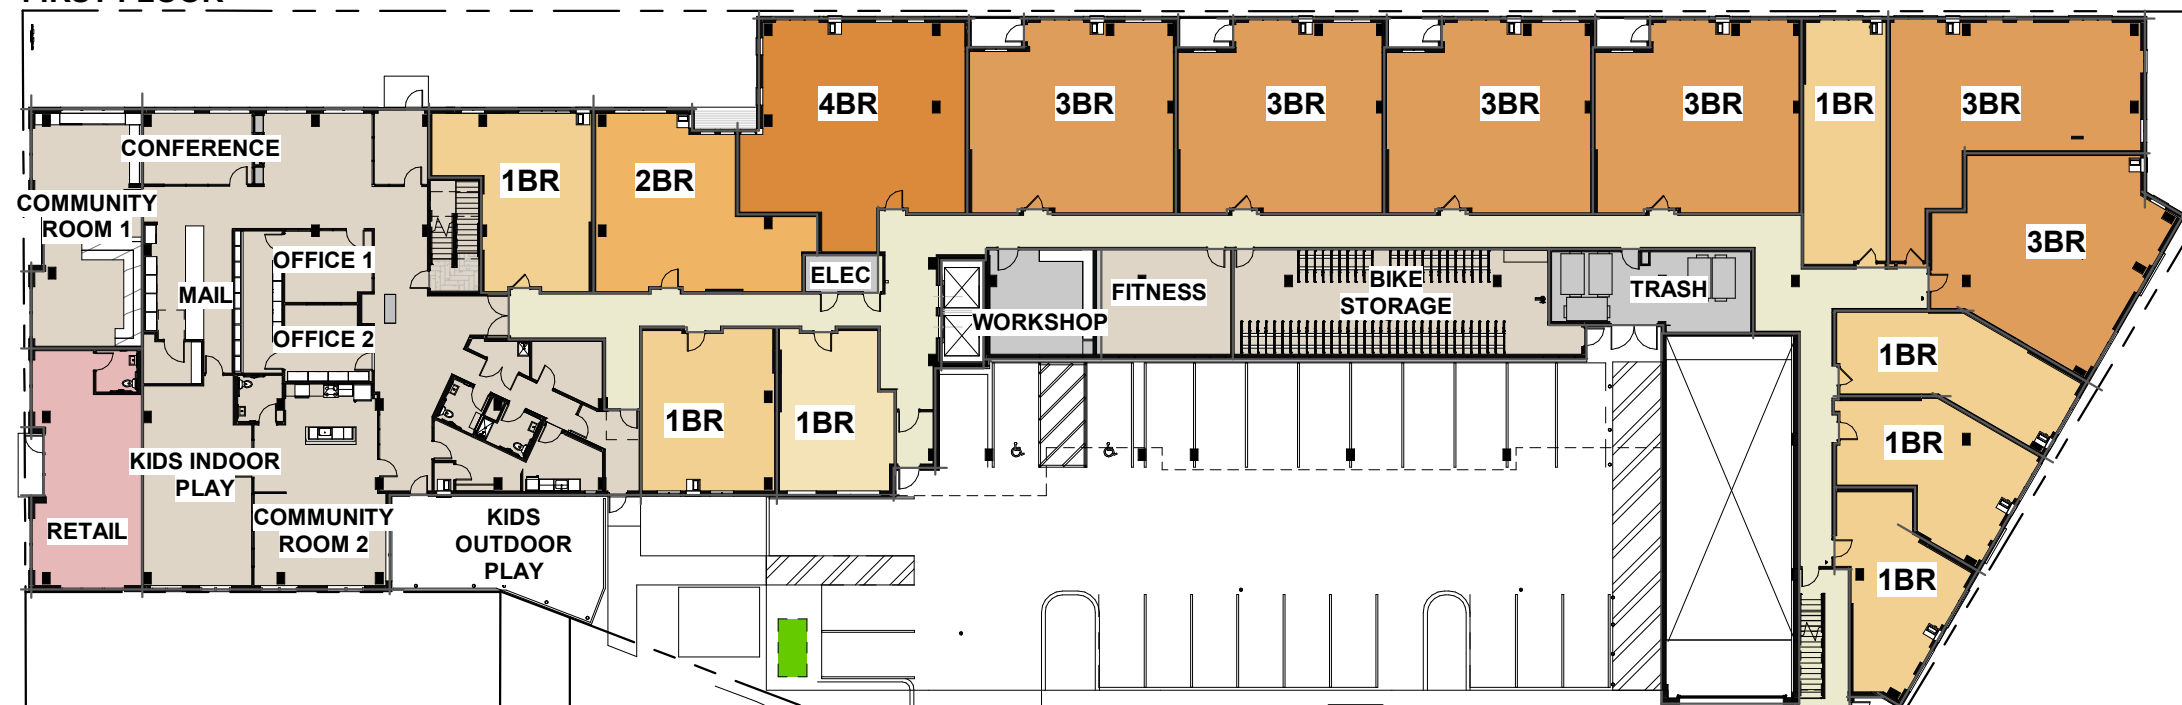 FIRST FLOOR
4BR
3BR
3BR
3BR
3BR
1BR
3BR
CONFERENCE
1BR
2BR
COMMUNITY
ROOM 1
3BR
OFFICE 1
ELEC
MAIL
FITNESS
BIKE
STORAGE
TRASH
WORKSHOP
OFFICE 2
1BR
1BR
1BR
1BR
KIDS INDOOR
PLAY
RETAIL
COMMUNITY
ROOM 2
KIDS
OUTDOOR
PLAY
1BR